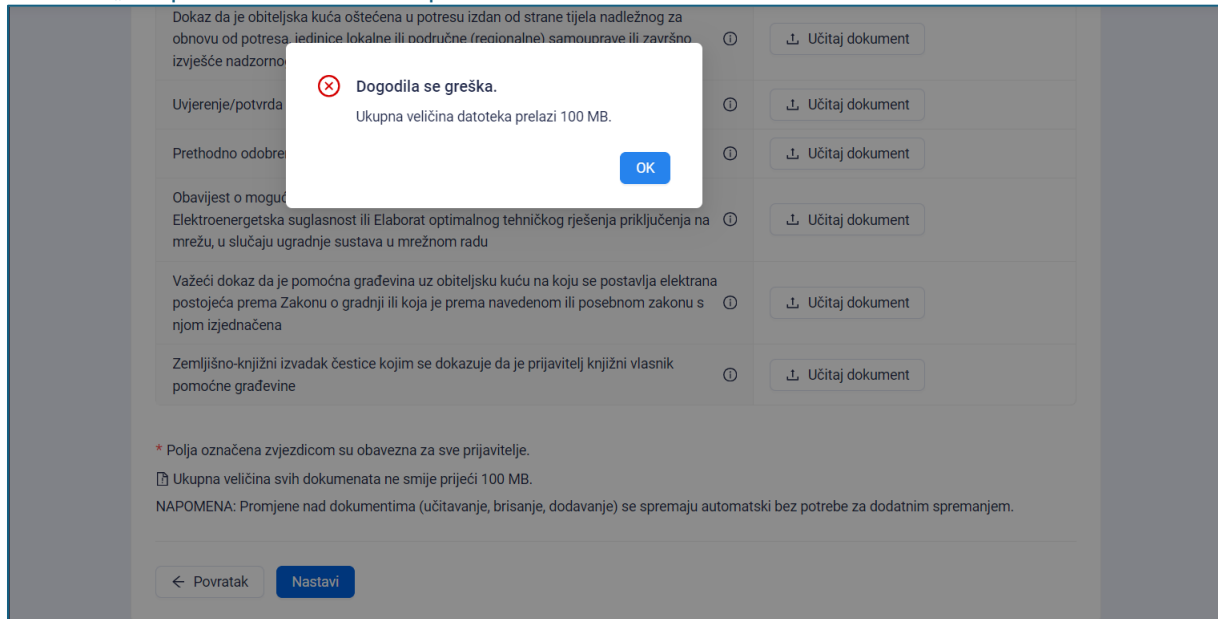 Dokaz da je obiteljska kuća oštećena u potresu izdan od strane tijela nadležnog za
obnovu od potresa, jedinice lokalne ili područne (regionalne) samouprave ili završno
izvješće
Učitaj dokument
Dogodila se greška.
Ukupna veličina datoteka prelazi 100 MB.
OK
Uvjerenje/potvrda
Učitaj dokument
Prethodno
Učitaj dokument
Obavijest o
Elektroenergetska suglasnost ili Elaborat optimalnog tehničkog rješenja priključenja na
mrežu, u slučaju ugradnje sustava u mrežnom radu
Učitaj dokument
Važeći dokaz da je pomoćna građevina uz obiteljsku kuću na koju se postavlja elektrana
postojeća prema Zakonu o gradnji ili koja je prema navedenom ili posebnom zakonu s
njom izjednačena
Učitaj dokument
Zemljišno-knjižni izvadak čestice kojim se dokazuje da je prijavitelj knjižni vlasnik
pomoćne građevine
Učitaj dokument
* Polja označena zvjezdicom su obavezna za sve prijavitelje.
Ukupna veličina svih dokumenata ne smije prijeći 100 MB.
NAPOMENA: Promjene nad dokumentima (učitavanje, brisanje, dodavanje) se spremaju automatski bez potrebe za dodatnim spremanjem.
← Povratak
Nastavi